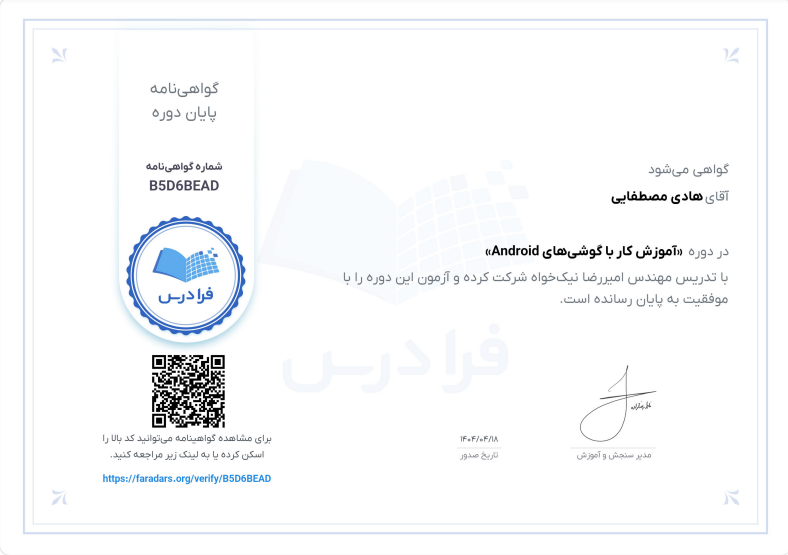 گواهی‌نامه
پایان دوره
شماره گواهی‌نامه
B5D6BEAD
فرادرس
گواهی می‌شود
آقای هادی مصطفایی
در دوره «آموزش کار با گوشی‌های Android»
با تدریس مهندس امیررضا نیک‌خواه شرکت کرده و آزمون این دوره را با
موفقیت به پایان رسانده است.
فرادرس
۱۴۰۴/۰۴/۱۸
تاریخ صدور
مدیر سنجش و آموزش
برای مشاهده گواهینامه می‌توانید کد بالا را
اسکن کرده یا به لینک زیر مراجعه کنید.
https://faradars.org/verify/B5D6BEAD